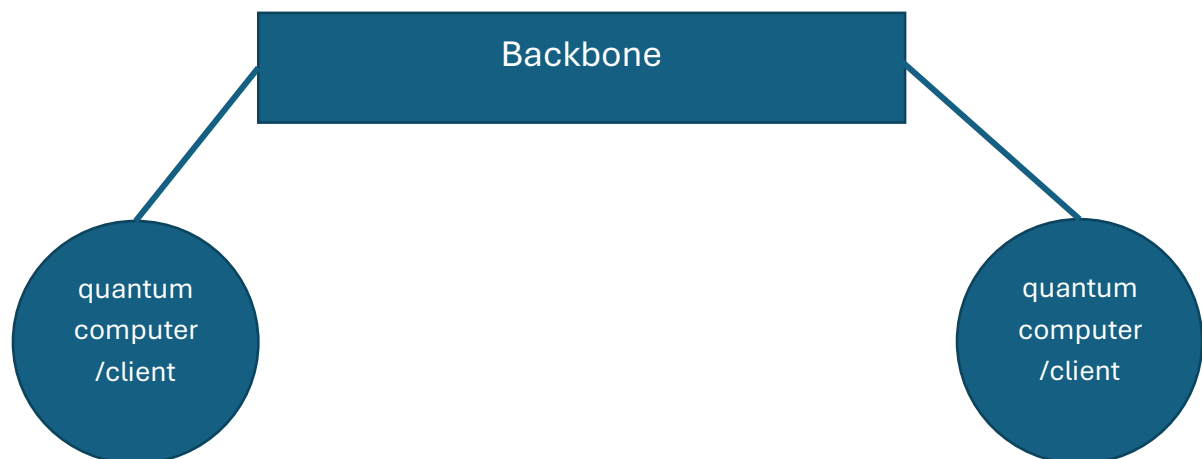 Backbone
quantum
computer
/client
quantum
computer
/client